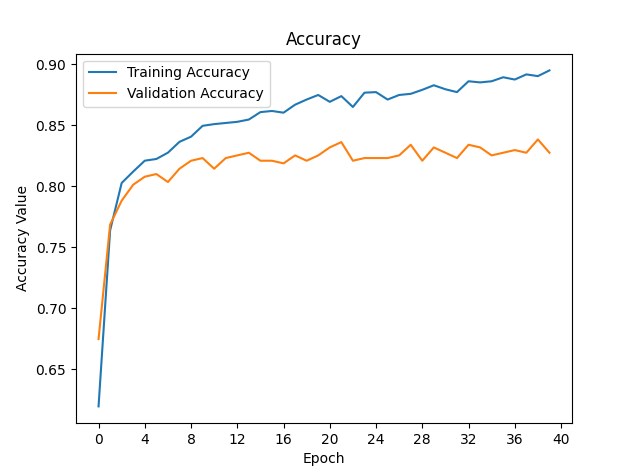 Accuracy
Training Accuracy
Validation Accuracy
Accuracy Value
0.90
0.85
0.80
0.75
0.70
0.65
0 4 8 12 16 20 24 28 32 36 40
Epoch